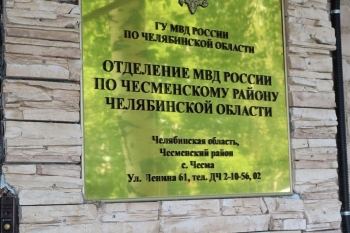 ГУ МВД РОССИИ
ПО ЧЕЛЯБИНСКОЙ ОБЛАСТИ
ОТДЕЛЕНИЕ МВД РОССИИ
ПО ЧЕСМЕНСКОМУ РАЙОНУ
ЧЕЛЯБИНСКОЙ ОБЛАСТИ
Челябинская область,
Чесменский район
с. Чесма
Ул. Ленина 61, тел. ДЧ 2-10-56, 02